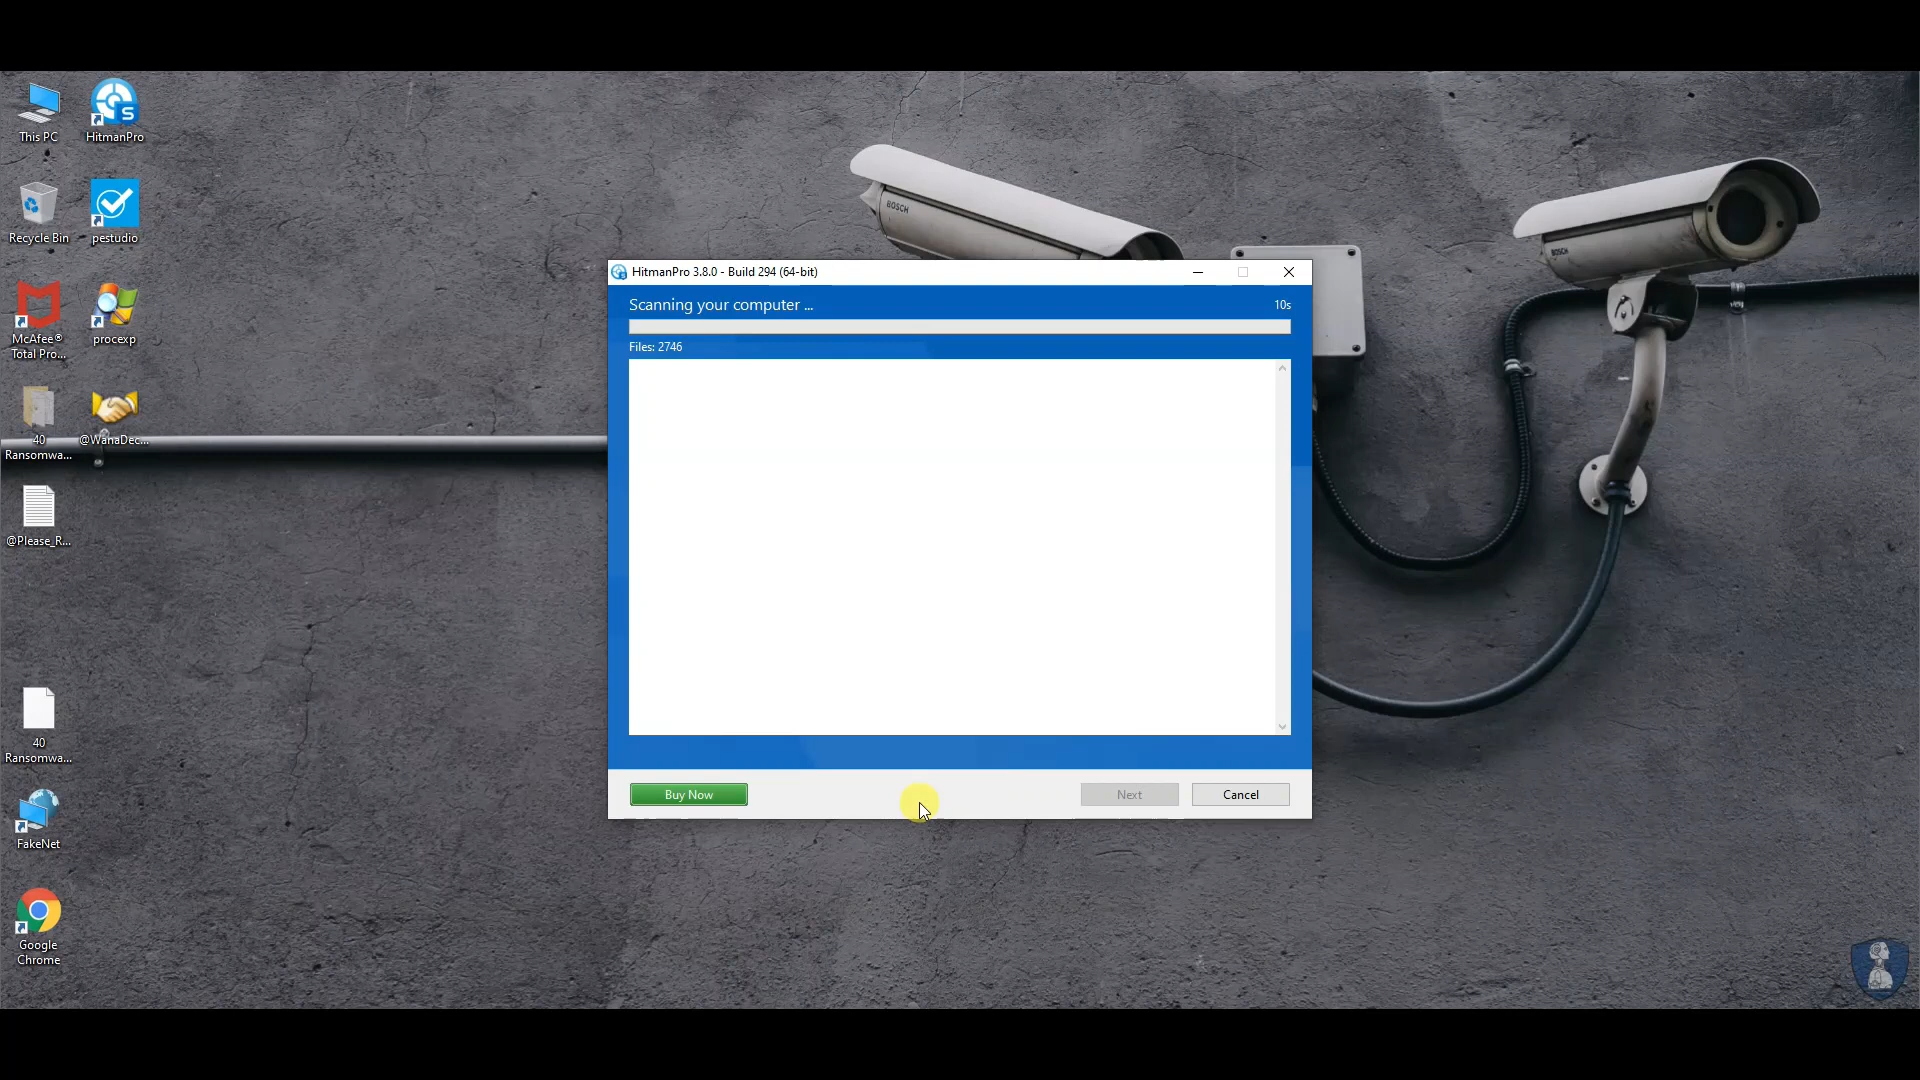 This PC
HitmanPro
Recycle Bin
pestudio
McAfee®
Total Pro...
procexp
40
Ransomwa...
@WanaDec...
@Please_R...
40
Ransomwa...
FakeNet
Google
Chrome
BOSCH
BOSCH
HitmanPro 3.8.0 - Build 294 (64-bit)
Scanning your computer ...
10s
Files: 2746
Buy Now
Next
Cancel